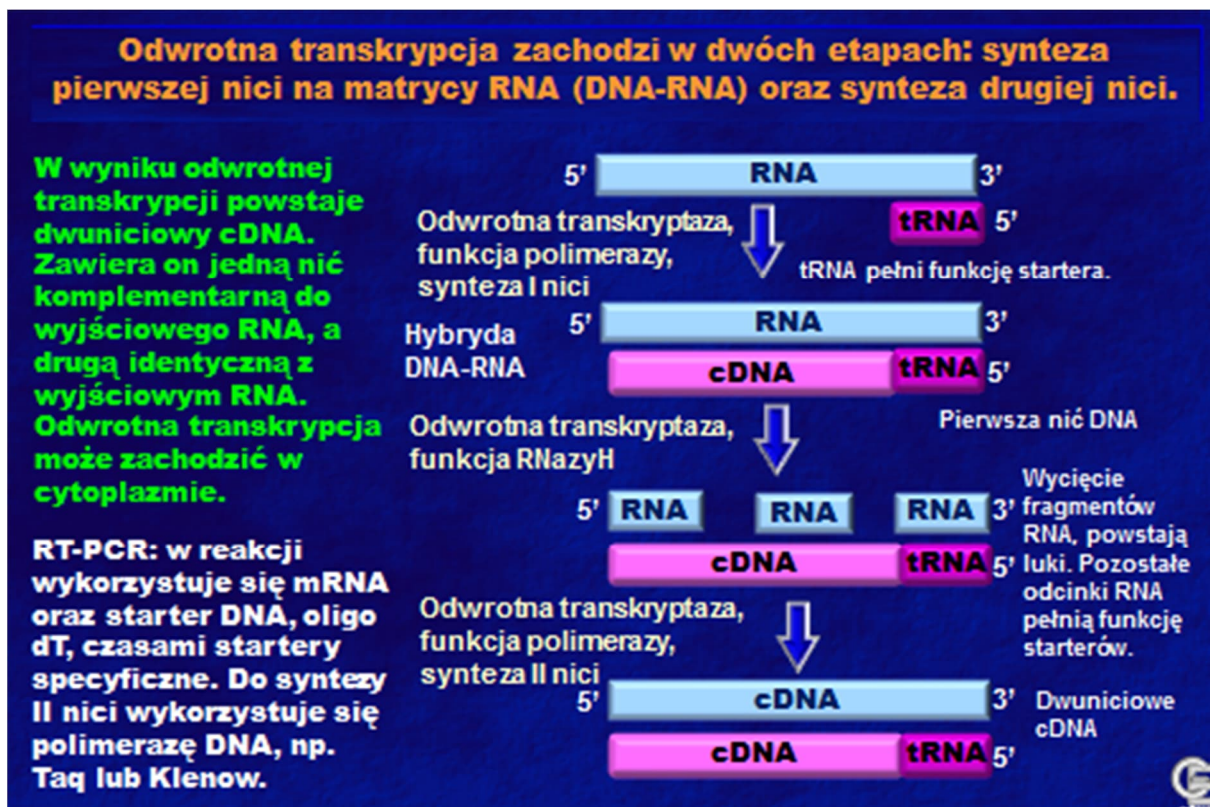 Odwrotna transkrypcja zachodzi w dwóch etapach: synteza
pierwszej nici na matrycy RNA (DNA-RNA) oraz synteza drugiej nici.
W wyniku odwrotnej
transkrypcji powstaje
dwuniciowy cDNA.
Zawiera on jedną nić
komplementarną do
wyjściowego RNA, a
drugą identyczną z
wyjściowym RNA.
Odwrotna transkrypcja
może zachodzić w
cytoplazmie.
RT-PCR: w reakcji
wykorzystuje się mRNA
oraz starter DNA, oligo
dT, czasami startery
specyficzne. Do syntezy
II nici wykorzystuje się
polimerazę DNA, np.
Taq lub Klenow.
5' RNA 3'
tRNA 5'
Odwrotna transkryptaza,
funkcja polimerazy,
synteza I nici
tRNA pełni funkcję startera.
5' RNA 3'
Hybryda
DNA-RNA
cDNA tRNA 5'
Pierwsza nić DNA
Odwrotna transkryptaza,
funkcja RNazyH
5' RNA RNA RNA 3'
cDNA tRNA 5'
Wycięcie
fragmentów
RNA, powstają
luki. Pozostałe
odcinki RNA
pełnią funkcję
starterów.
Odwrotna transkryptaza,
funkcja polimerazy,
synteza II nici
5' cDNA 3'
cDNA tRNA 5'
Dwuniciowe
cDNA